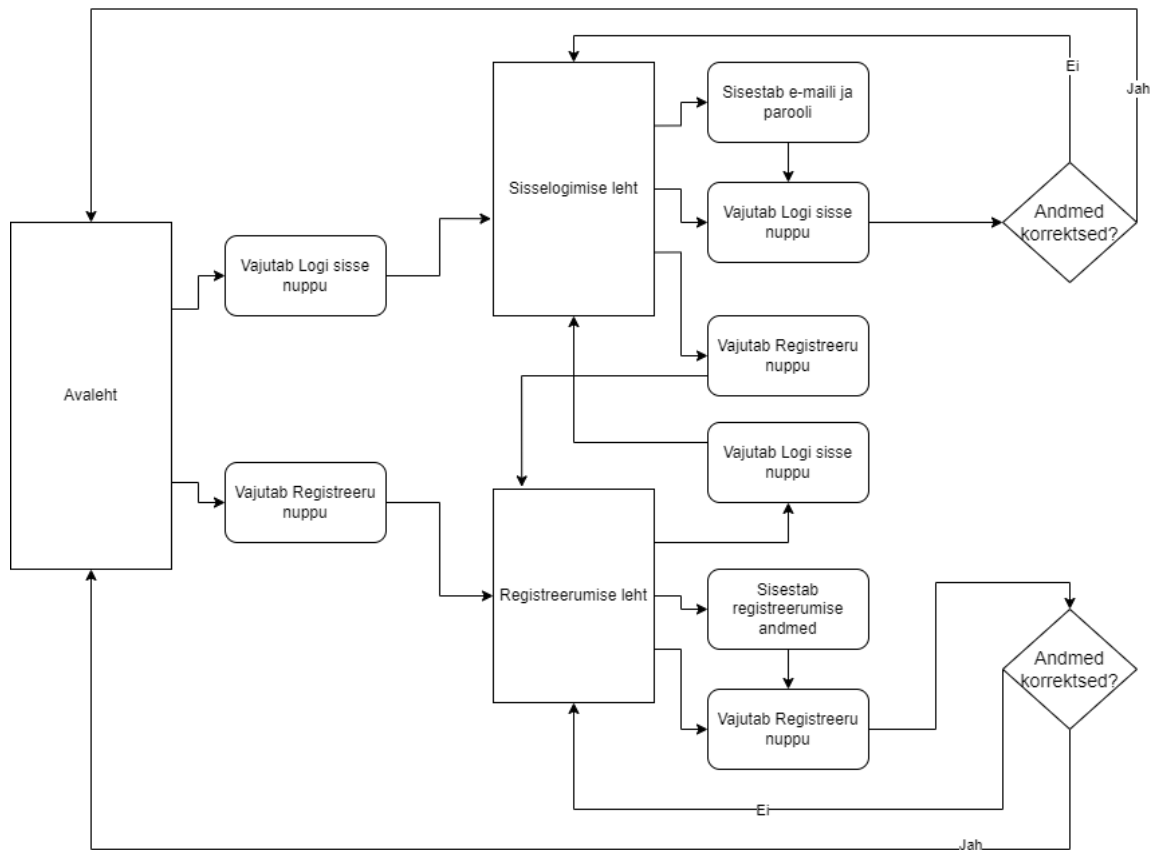 Ei
Jah
Sisestab e-maili ja
parooli
Sisselogimise leht
Vajutab Logi sisse
nuppu
Andmed
korrektsed?
Vajutab Logi sisse
nuppu
Vajutab Registreeru
nuppu
Avaleht
Vajutab Logi sisse
nuppu
Vajutab Registreeru
nuppu
Registreerumise leht
Sisestab
registreerumise
andmed
Andmed
korrektsed?
Vajutab Registreeru
nuppu
Ei
Jah